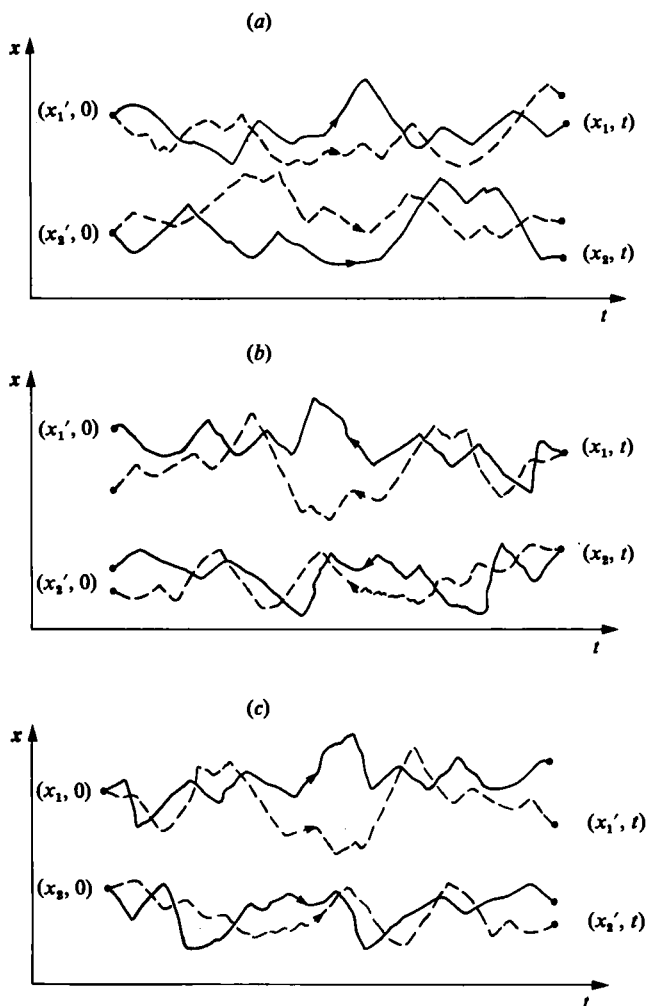 (a)
x
(x₁′, 0)
(x₁, t)
(x₂′, 0)
(x₂, t)
t
(b)
x
(x₁′, 0)
(x₁, t)
(x₂′, 0)
(x₂, t)
t
(c)
x
(x₁, 0)
(x₁′, t)
(x₂, 0)
(x₂′, t)
t